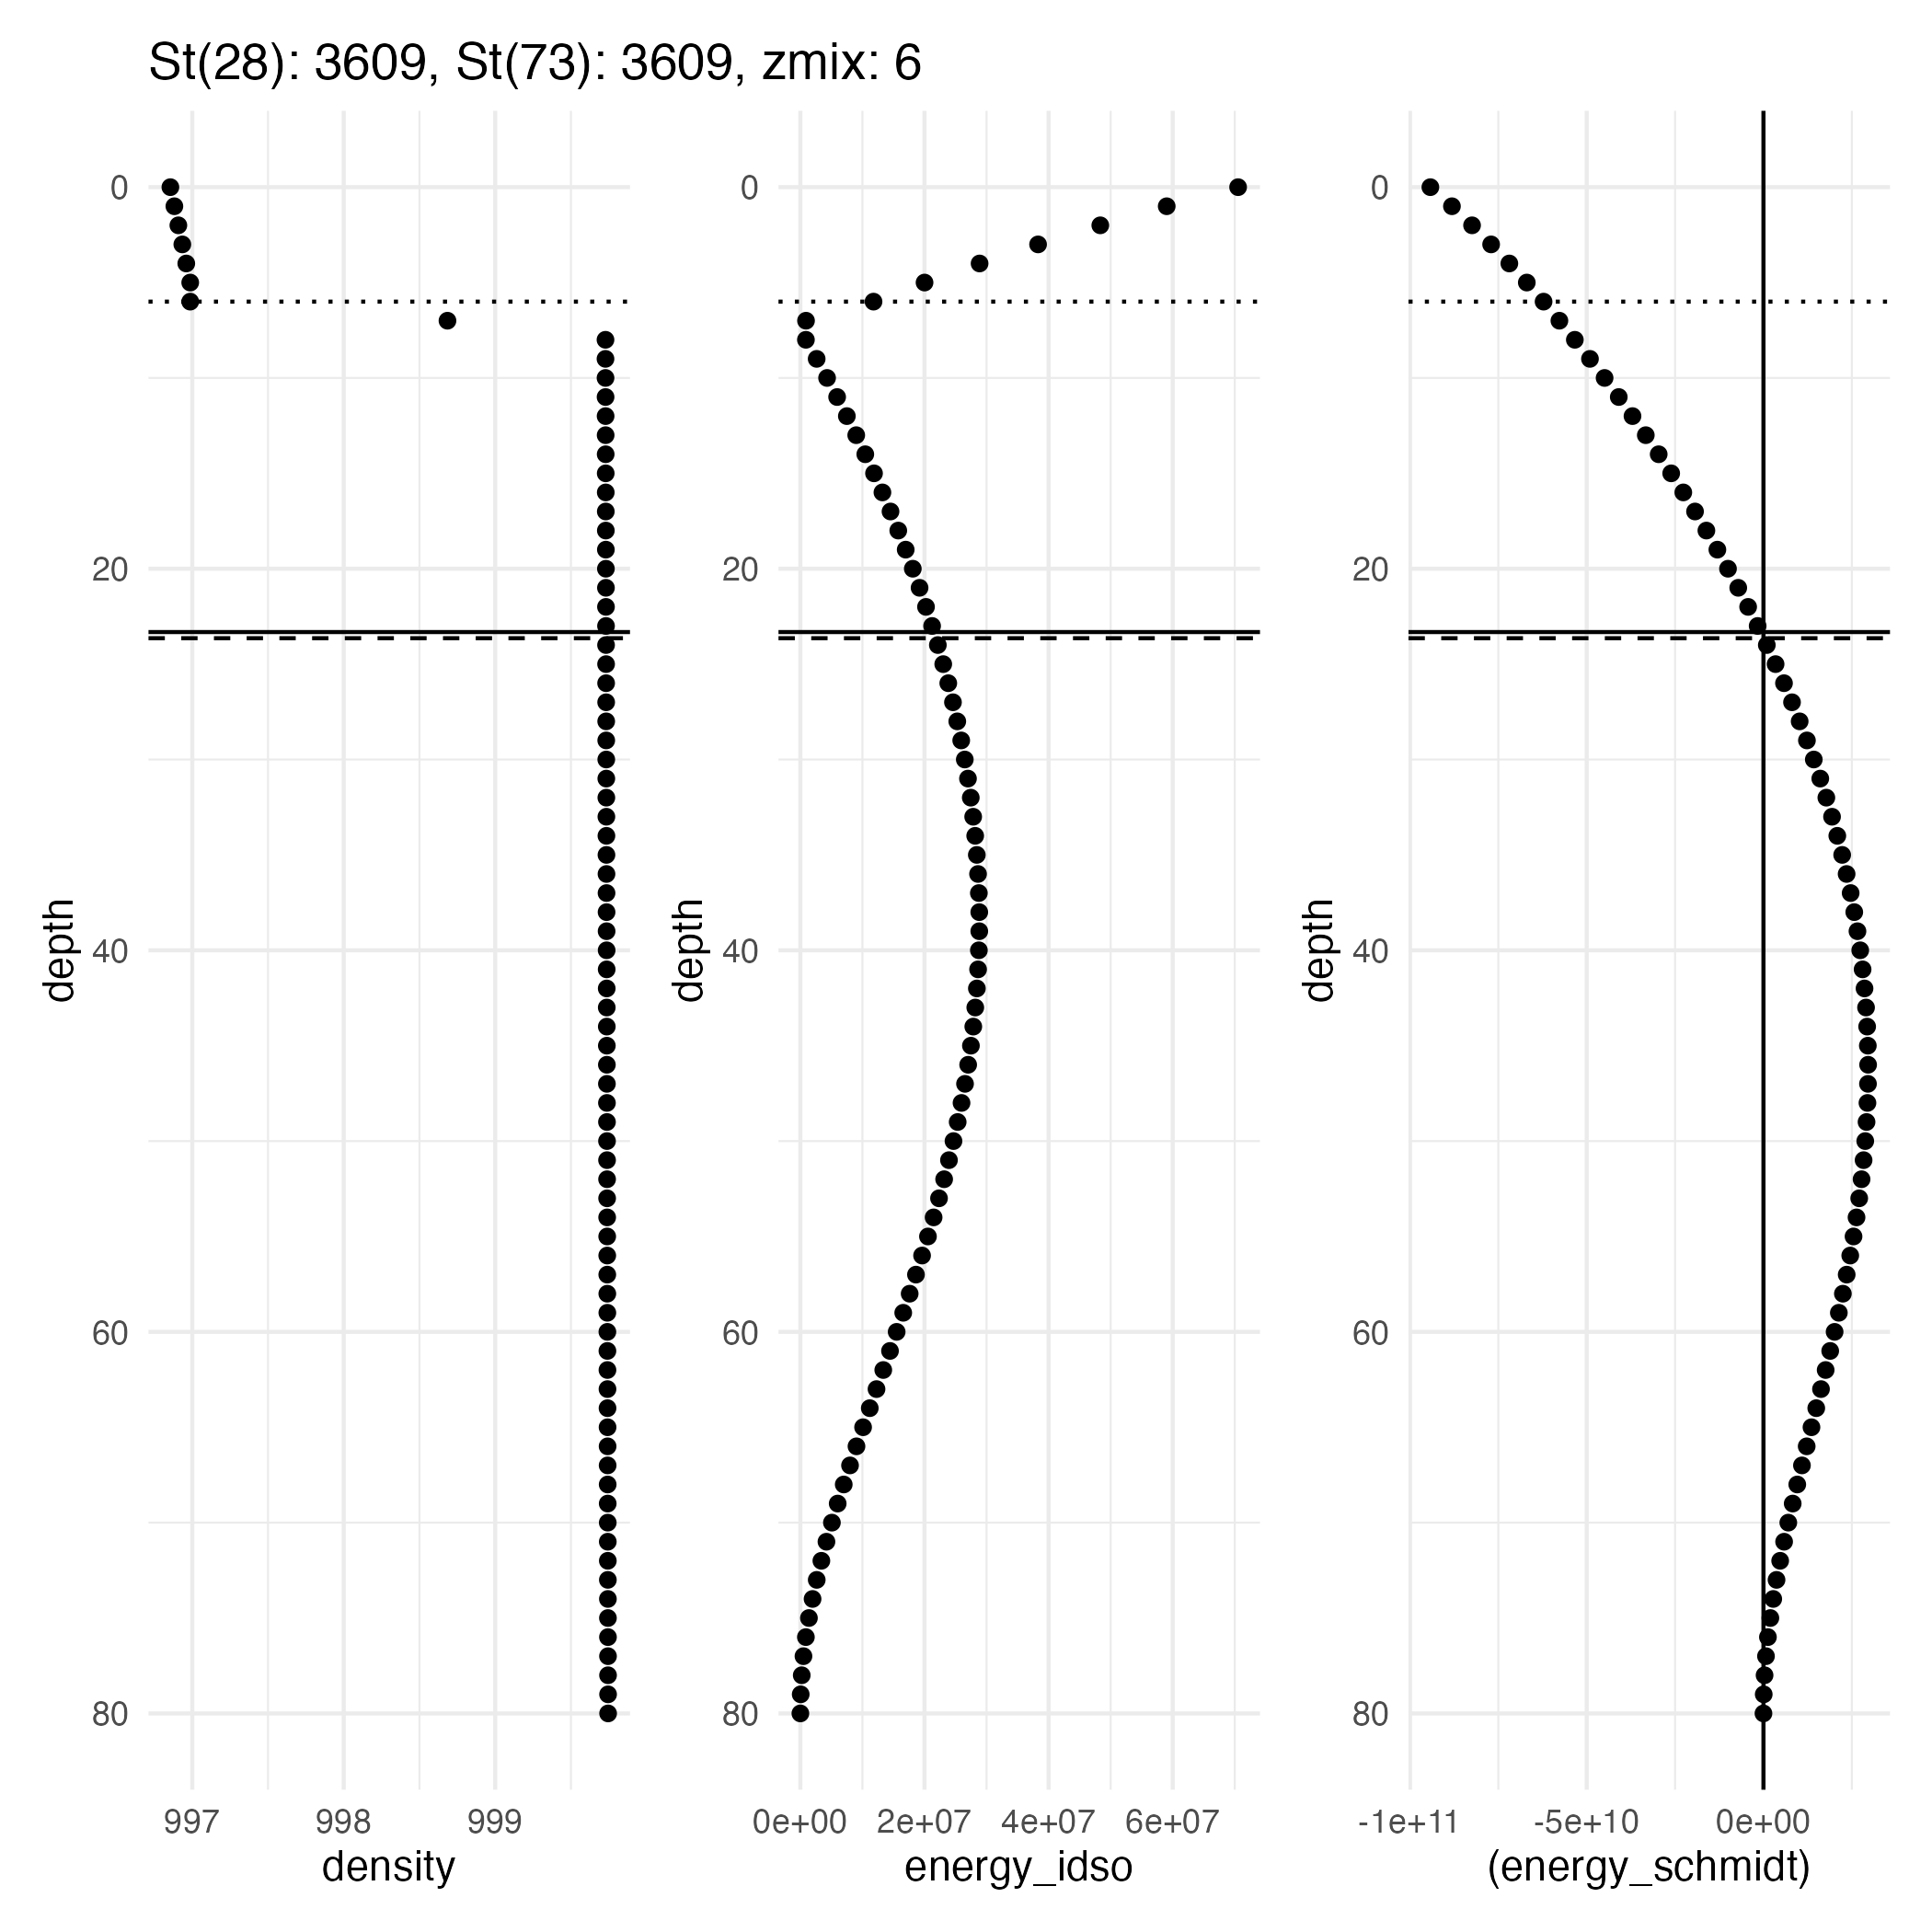 St(28): 3609, St(73): 3609, zmix: 6
depth
0
20
40
60
80
997 998 999
density
depth
0
20
40
60
80
0e+00 2e+07 4e+07 6e+07
energy_idso
depth
0
20
40
60
80
-1e+11 -5e+10 0e+00
(energy_schmidt)